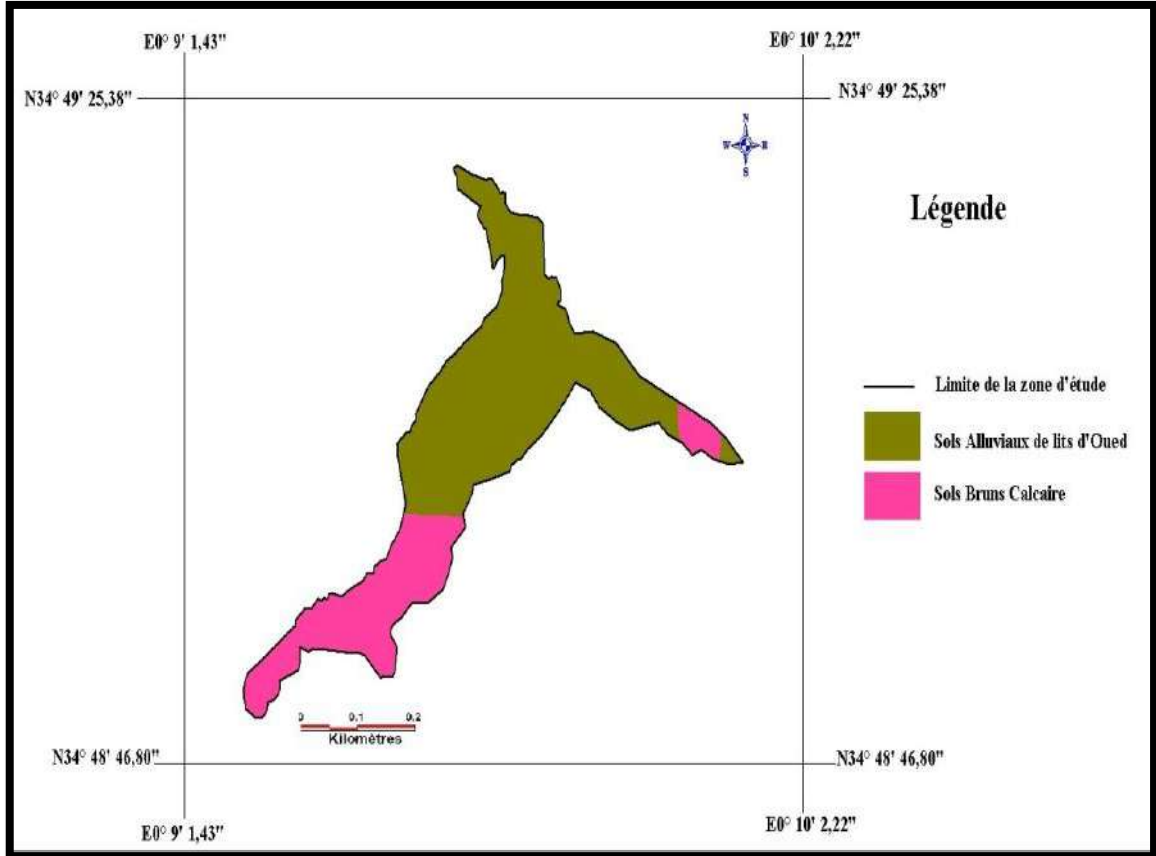 E0° 9' 1,43"
E0° 10' 2,22"
N34° 49' 25,38"
N34° 49' 25,38"
N
W E
S
Légende
Limite de la zone d'étude
Sols Alluviaux de lits d'Oued
Sols Bruns Calcaire
0 0,1 0,2
Kilomètres
N34° 48' 46,80"
N34° 48' 46,80"
E0° 9' 1,43"
E0° 10' 2,22"